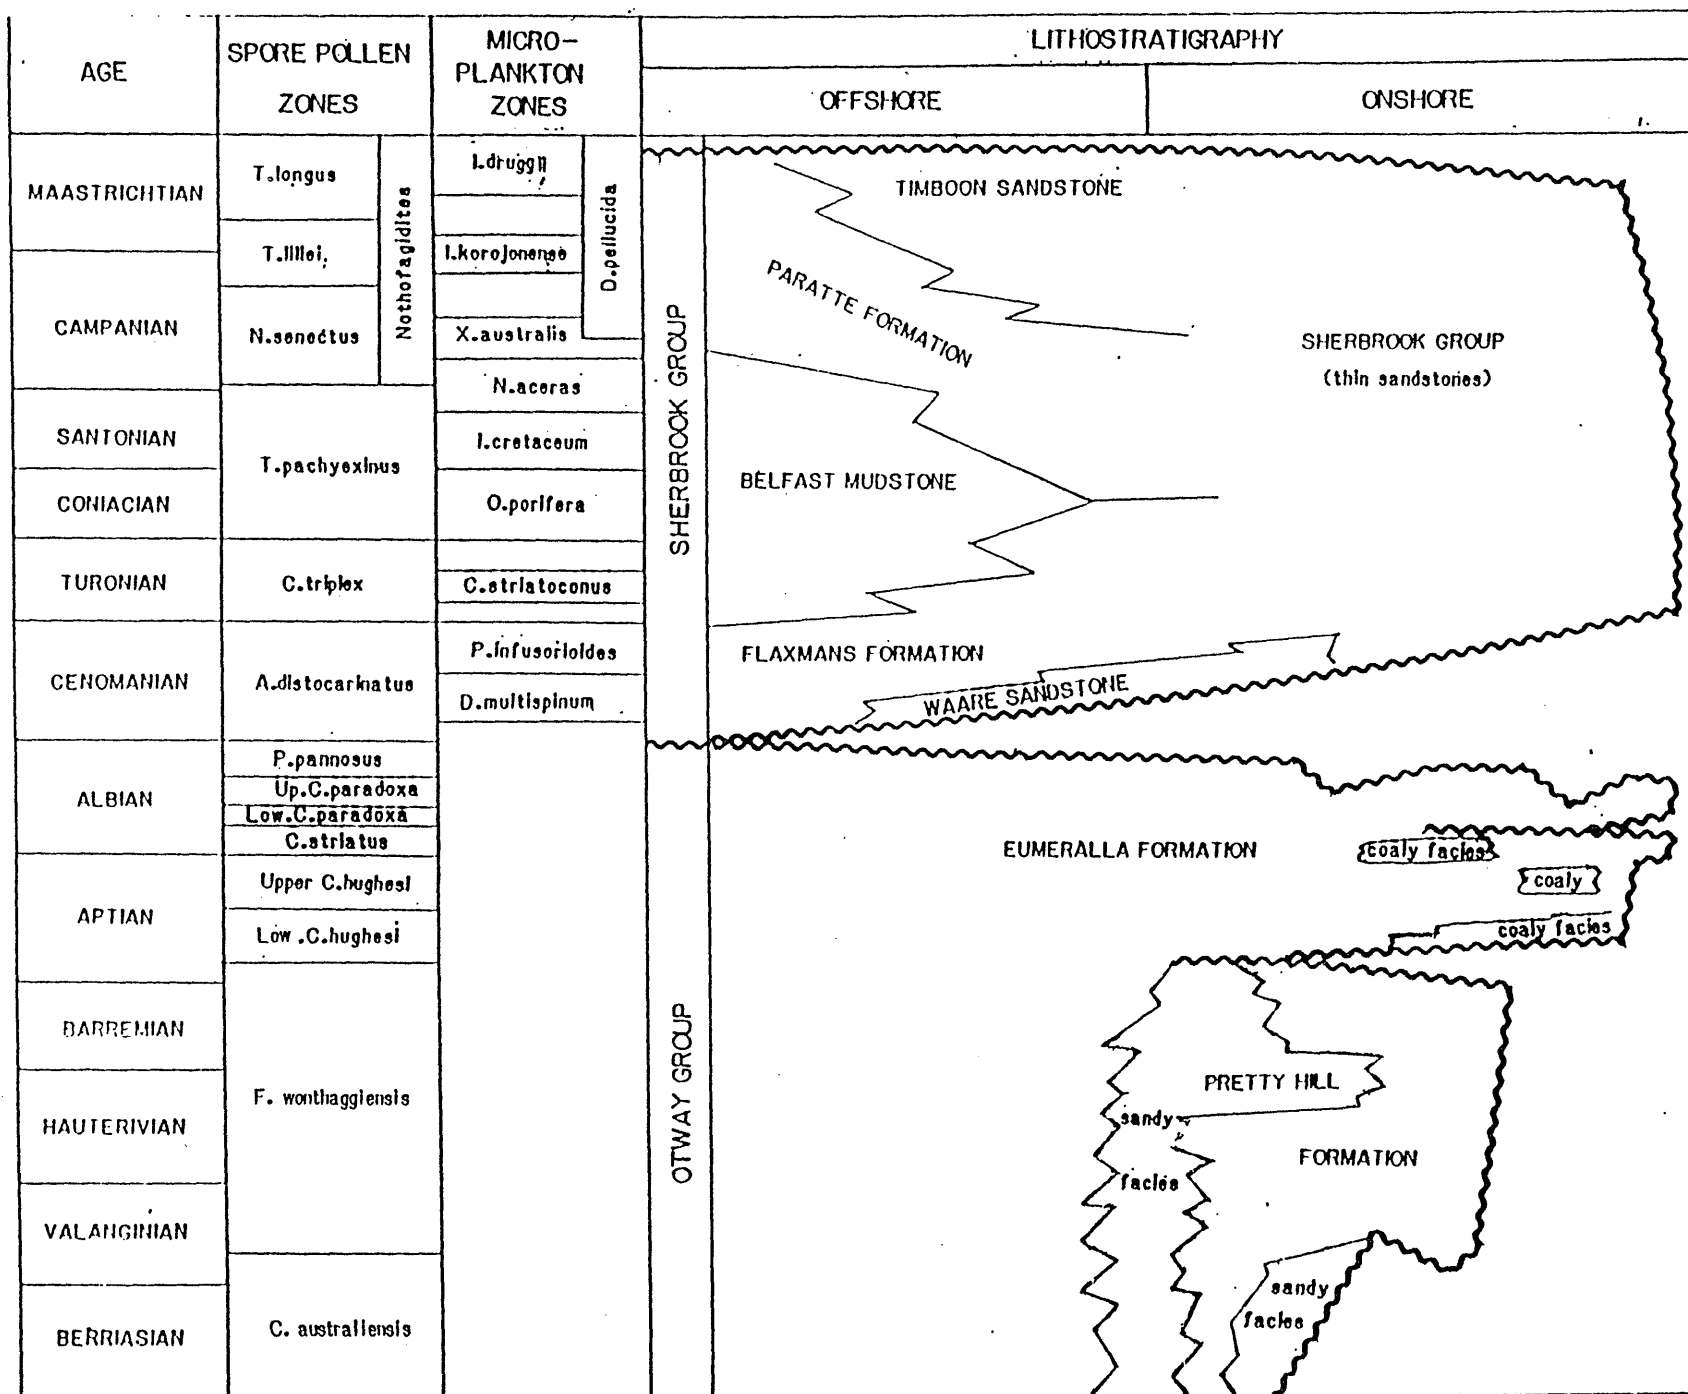 AGE
SPORE POLLEN
ZONES
MICRO-
PLANKTON
ZONES
LITHOSTRATIGRAPHY
OFFSHORE
ONSHORE
MAASTRICHTIAN
CAMPANIAN
SANTONIAN
CONIACIAN
TURONIAN
CENOMANIAN
ALBIAN
APTIAN
BARREMIAN
HAUTERIVIAN
VALANGINIAN
BERRIASIAN
T.longus
T.lillei
N.senectus
Nothofagidites
T.pachyexinus
C.triplex
A.distocarinatus
P.pannosus
Up.C.paradoxa
Low.C.paradoxa
C.striatus
Upper C.hughesi
Low .C.hughesi
F. wonthaggiensis
C. australiensis
I.druggii
I.korojonense
X.australis
D.pellucida
N.aceras
I.cretaceum
O.porifera
C.striatoconus
P.infusorioides
D.multispinum
SHERBROOK GROUP
OTWAY GROUP
TIMBOON SANDSTONE
PARATTE FORMATION
SHERBROOK GROUP
(thin sandstones)
BELFAST MUDSTONE
FLAXMANS FORMATION
WAARE SANDSTONE
EUMERALLA FORMATION
coaly facies
coaly
coaly facies
PRETTY HILL
FORMATION
sandy
facies
sandy
facies